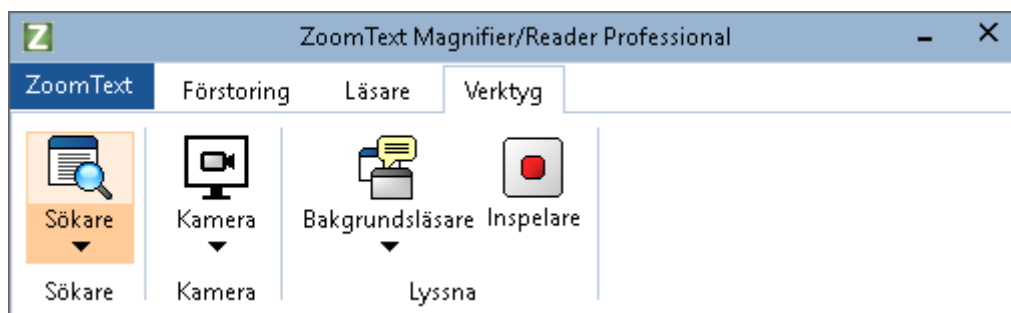 Z ZoomText Magnifier/Reader Professional
ZoomText Förstoring Läsare Verktyg
Sökare Kamera Bakgrundsläsare Inspelare
Sökare Kamera Lyssna